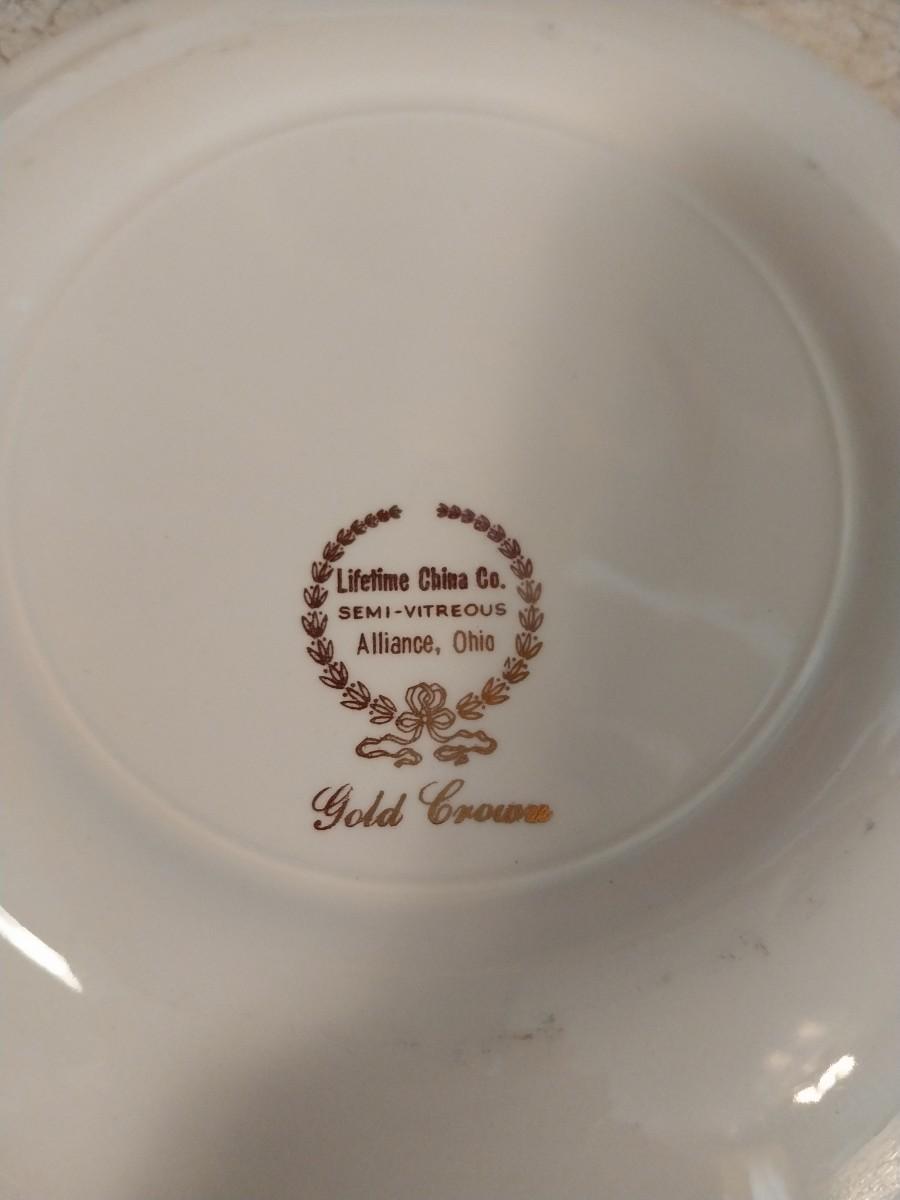 Lifetime China Co.
SEMI-VITREOUS
Alliance, Ohio
Gold Crown